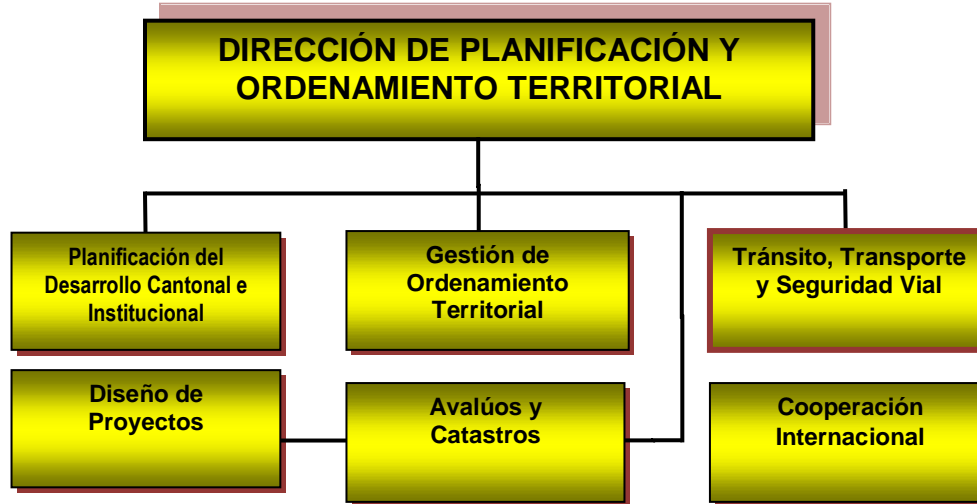 DIRECCIÓN DE PLANIFICACIÓN Y
ORDENAMIENTO TERRITORIAL
Planificación del
Desarrollo Cantonal e
Institucional
Gestión de
Ordenamiento
Territorial
Tránsito, Transporte
y Seguridad Vial
Diseño de
Proyectos
Avalúos y
Catastros
Cooperación
Internacional